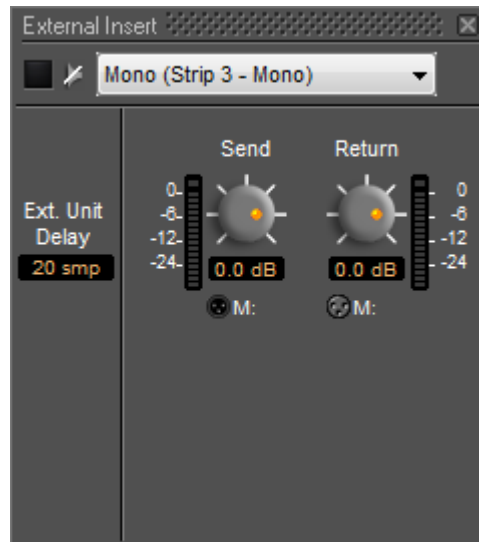 External Insert
Mono (Strip 3 - Mono)
Send Return
Ext. Unit
Delay
20 smp
0
-6
-12
-24
0.0 dB
M:
0.0 dB
M:
0
-6
-12
-24